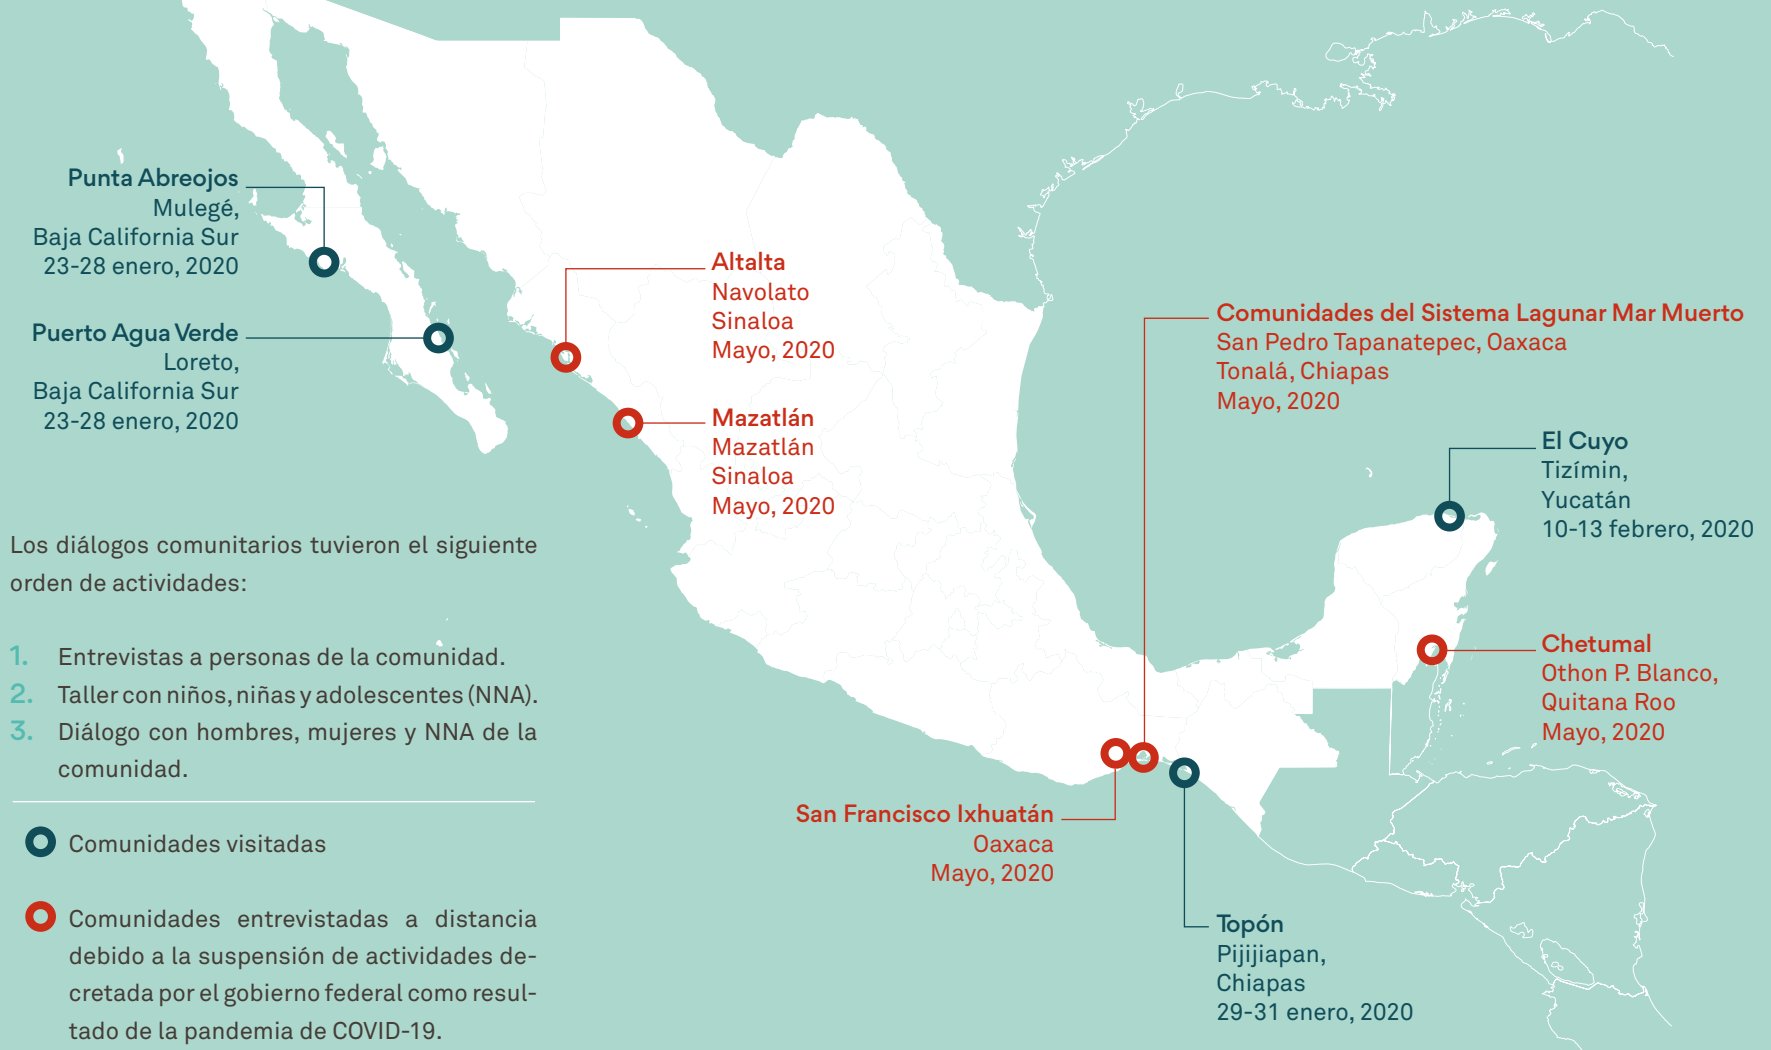 Punta Abreojos
Mulegé,
Baja California Sur
23-28 enero, 2020
Puerto Agua Verde
Loreto,
Baja California Sur
23-28 enero, 2020
Altalta
Navolato
Sinaloa
Mayo, 2020
Mazatlán
Mazatlán
Sinaloa
Mayo, 2020
Comunidades del Sistema Lagunar Mar Muerto
San Pedro Tapanatepec, Oaxaca
Tonalá, Chiapas
Mayo, 2020
El Cuyo
Tizímin,
Yucatán
10-13 febrero, 2020
Chetumal
Othon P. Blanco,
Quitana Roo
Mayo, 2020
San Francisco Ixhuatán
Oaxaca
Mayo, 2020
Topón
Pijijiapan,
Chiapas
29-31 enero, 2020
Los diálogos comunitarios tuvieron el siguiente
orden de actividades:
1. Entrevistas a personas de la comunidad.
2. Taller con niños, niñas y adolescentes (NNA).
3. Diálogo con hombres, mujeres y NNA de la
comunidad.
Comunidades visitadas
Comunidades entrevistadas a distancia
debido a la suspensión de actividades de-
cretada por el gobierno federal como resul-
tado de la pandemia de COVID-19.